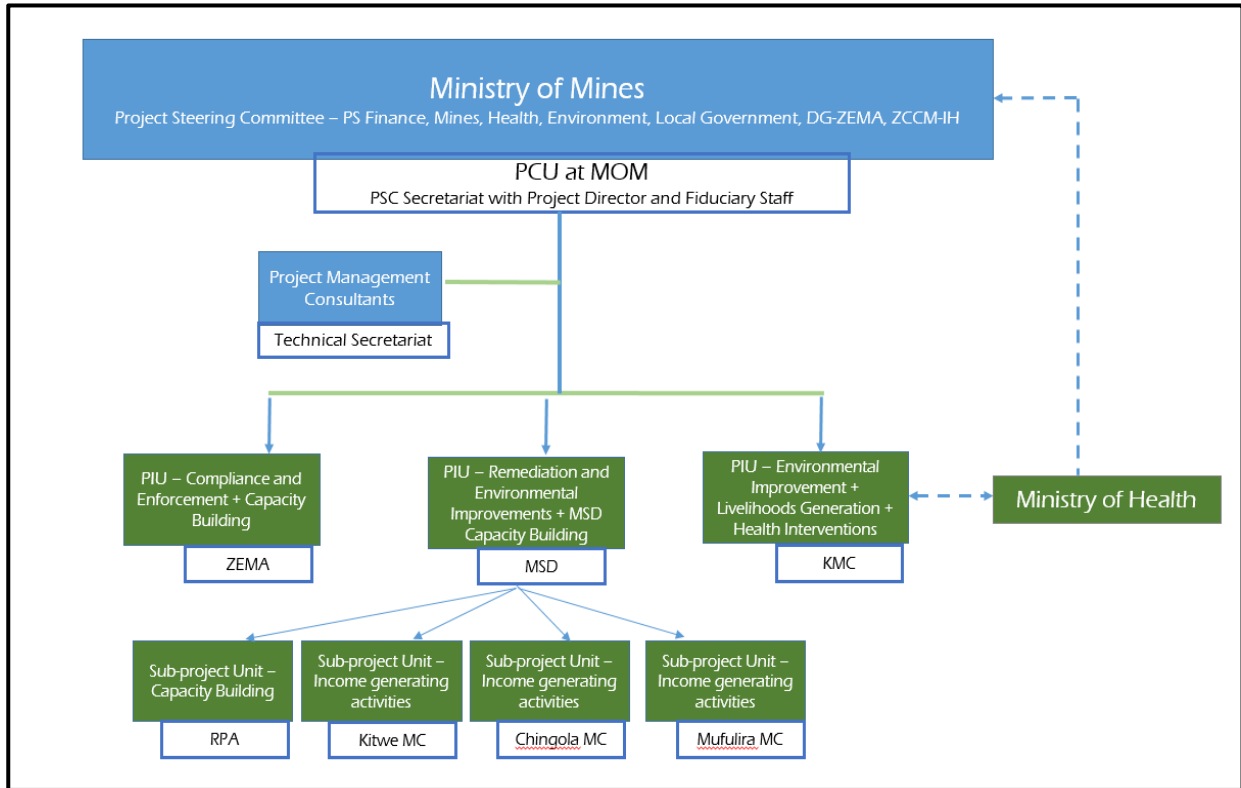 Ministry of Mines
Project Steering Committee – PS Finance, Mines, Health, Environment, Local Government, DG-ZEMA, ZCCM-IH
PCU at MOM
PSC Secretariat with Project Director and Fiduciary Staff
Project Management
Consultants
Technical Secretariat
PIU – Compliance and
Enforcement + Capacity
Building
ZEMA
PIU – Remediation and
Environmental
Improvements + MSD
Capacity Building
MSD
PIU – Environmental
Improvement +
Livelihoods Generation +
Health Interventions
KMC
Ministry of Health
Sub-project Unit –
Capacity Building
RPA
Sub-project Unit –
Income generating
activities
Kitwe MC
Sub-project Unit –
Income generating
activities
Chingola MC
Sub-project Unit –
Income generating
activities
Mufulira MC